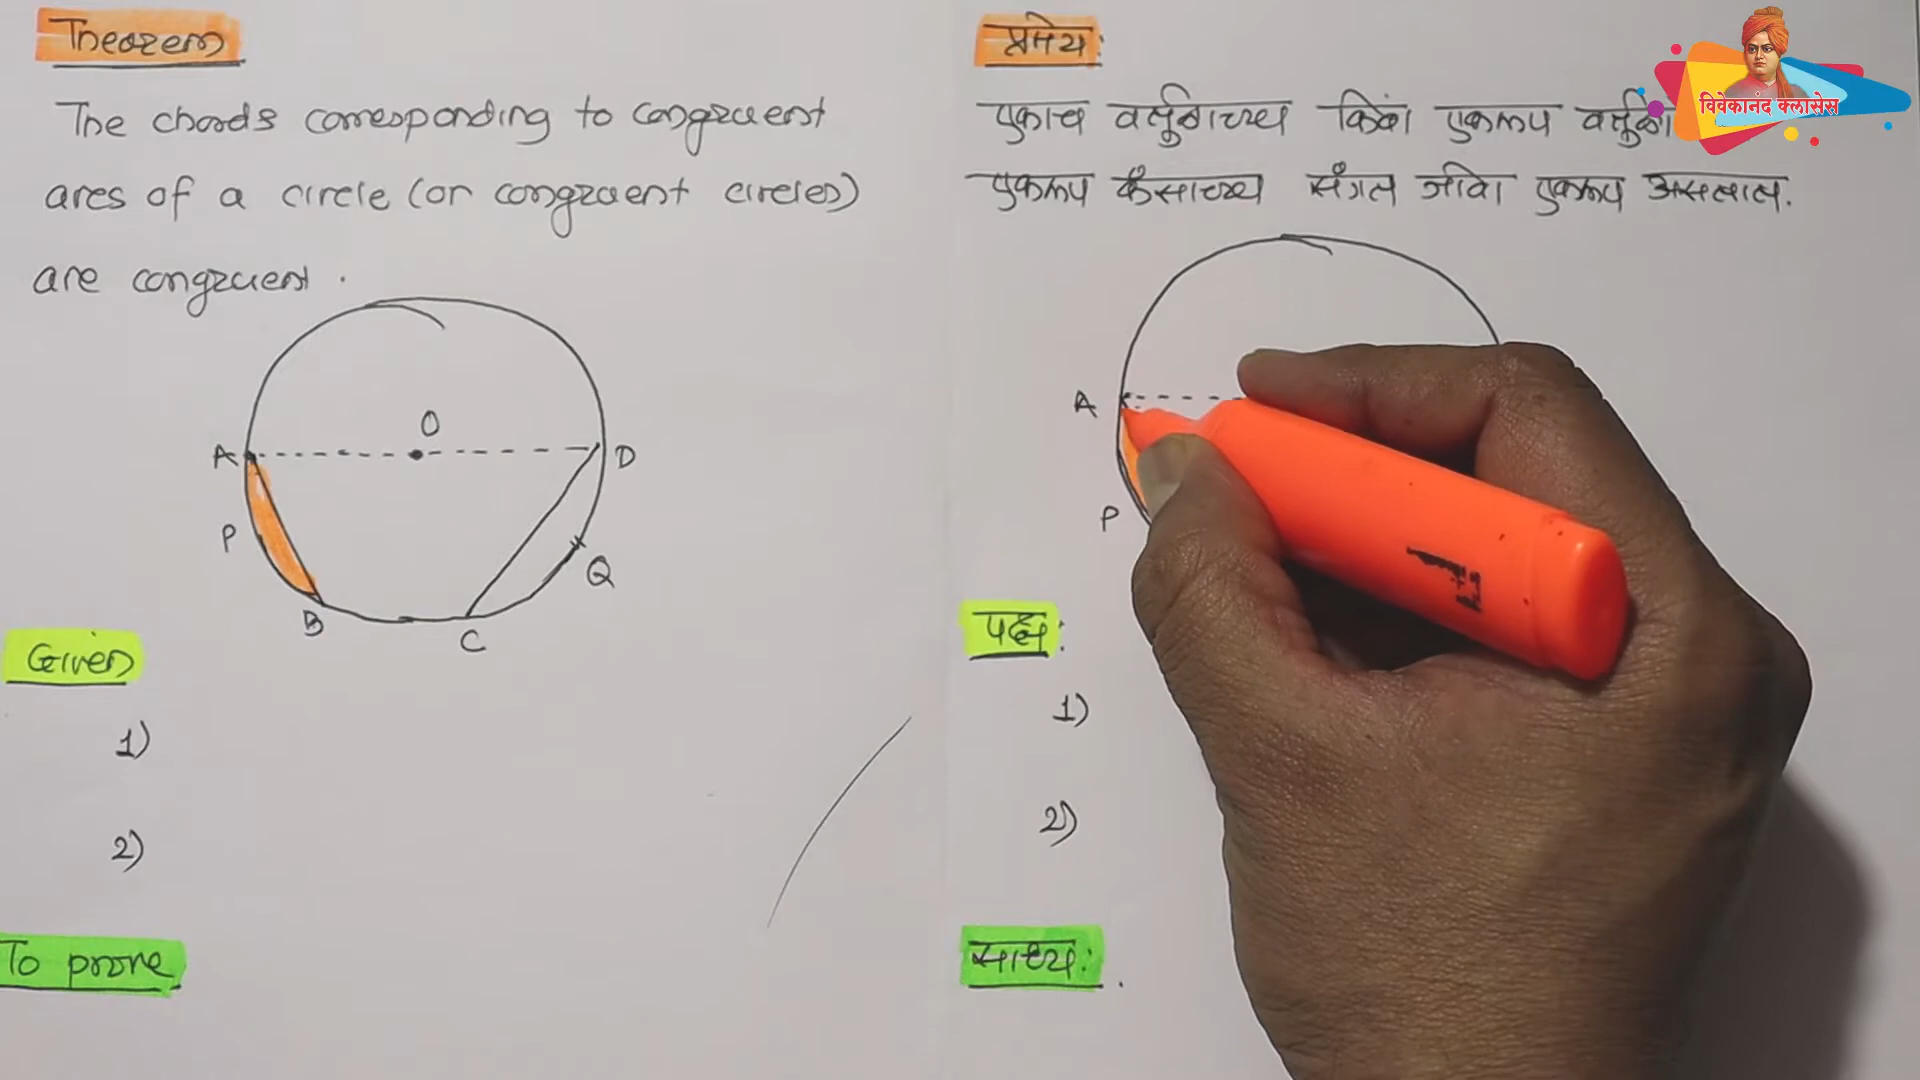 Theorem
The chords corresponding to congruent
arcs of a circle (or congruent circles)
are congruent.
O
A
D
P
Q
B
C
Given
1)
2)
To prove
प्रमेय:
एकाच वर्तुळाच्या किंवा एकरूप
एकरूप कंसाच्या संगत जीवा एकरूप असतात.
A
P
पक्ष:
1)
2)
साध्य:
विवेकानंद क्लासेस